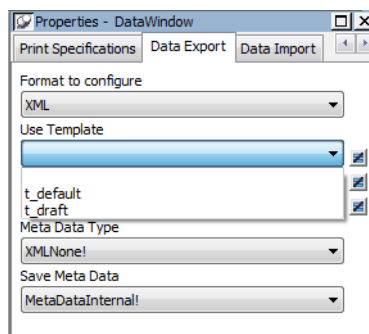 Properties - DataWindow
Print Specifications Data Export Data Import
Format to configure
XML
Use Template
t_default
t_draft
Meta Data Type
XMLNone!
Save Meta Data
MetaDataInternal!